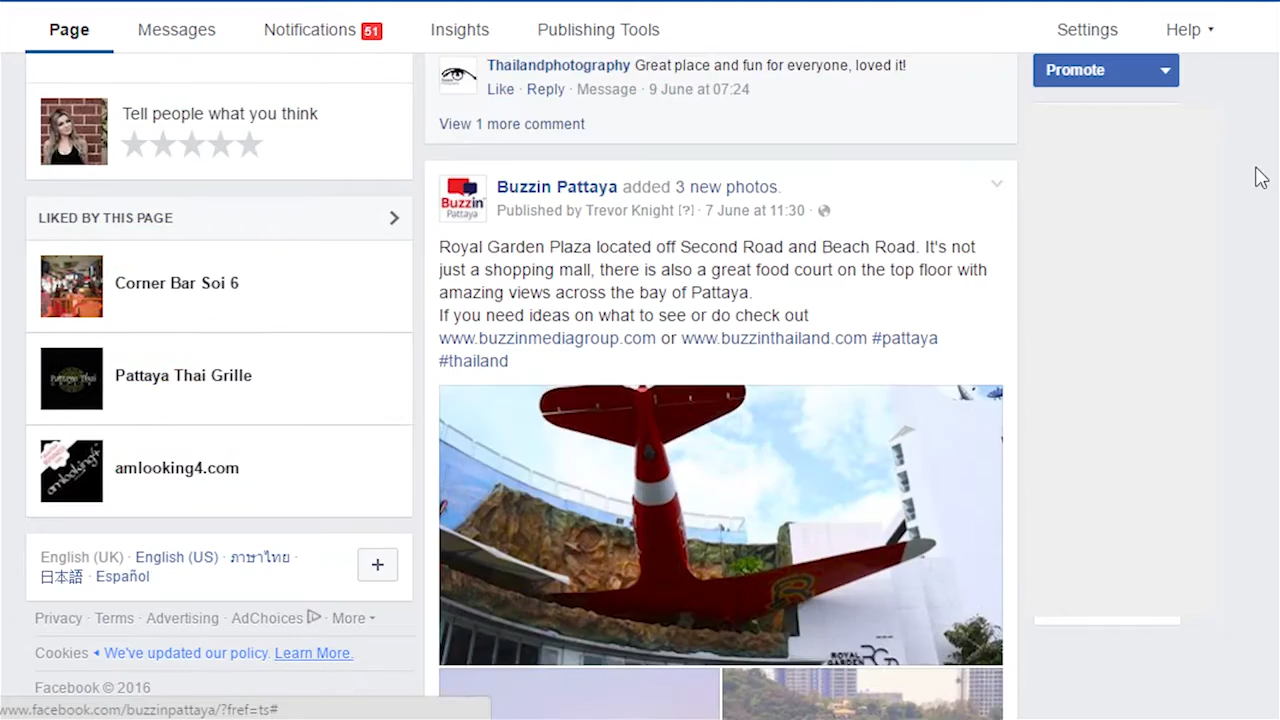 Page Messages Notifications 51 Insights Publishing Tools Settings Help
Tell people what you think
LIKED BY THIS PAGE
Corner Bar Soi 6
Pattaya Thai Grille
amlooking4.com
English (UK) · English (US) · ภาษาไทย ·
日本語 · Español
+
Privacy · Terms · Advertising · AdChoices · More
Cookies We've updated our policy. Learn More.
Facebook © 2016
www.facebook.com/buzzinpattaya/?fref=ts#
Thailandphotography Great place and fun for everyone, loved it!
Like · Reply · Message · 9 June at 07:24
View 1 more comment
Buzzin
Pattaya
Buzzin Pattaya added 3 new photos.
Published by Trevor Knight [?] · 7 June at 11:30 ·
Royal Garden Plaza located off Second Road and Beach Road. It's not
just a shopping mall, there is also a great food court on the top floor with
amazing views across the bay of Pattaya.
If you need ideas on what to see or do check out
www.buzzinmediagroup.com or www.buzzinthailand.com #pattaya
#thailand
ROYAL
GARDEN
Promote